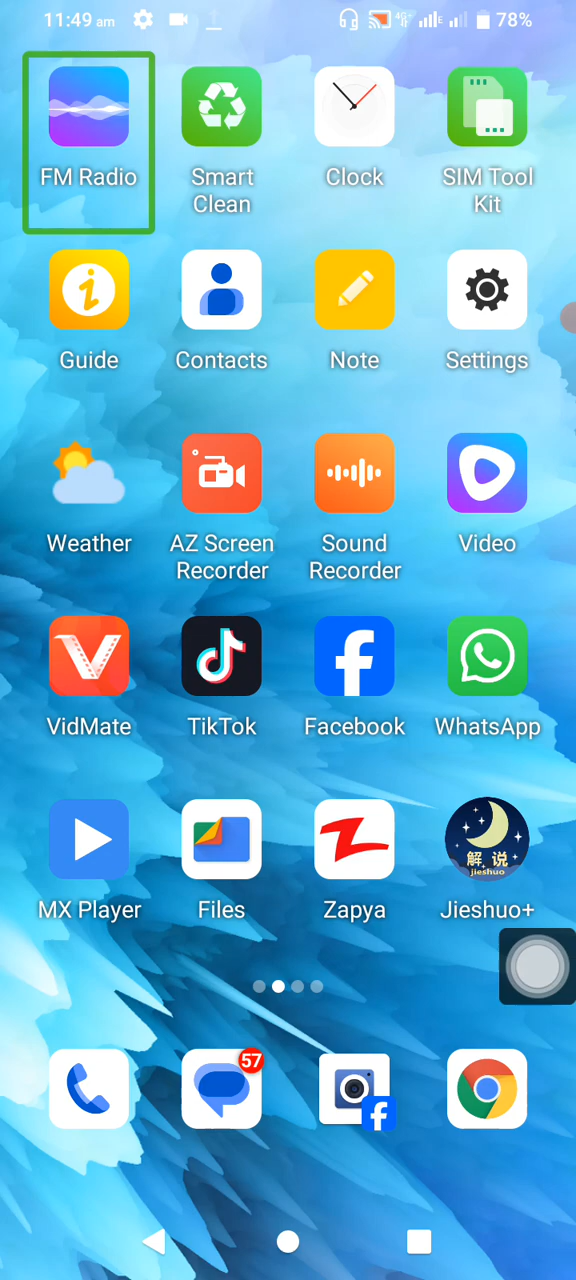 11:49 am
4G+
E
78%
FM Radio
Smart
Clean
Clock
SIM Tool
Kit
Guide
Contacts
Note
Settings
Weather
AZ Screen
Recorder
Sound
Recorder
Video
VidMate
TikTok
Facebook
WhatsApp
解 说
jieshuo
MX Player
Files
Zapya
Jieshuo+
57